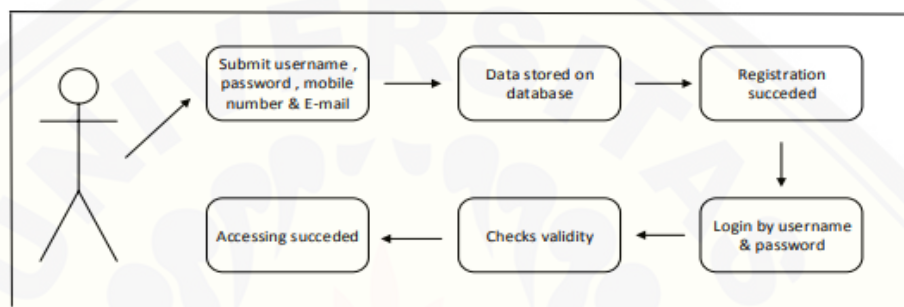 Submit username ,
password , mobile
number & E-mail
Data stored on
database
Registration
succeded
Login by username
& password
Checks validity
Accessing succeded
UNIVERSITAS